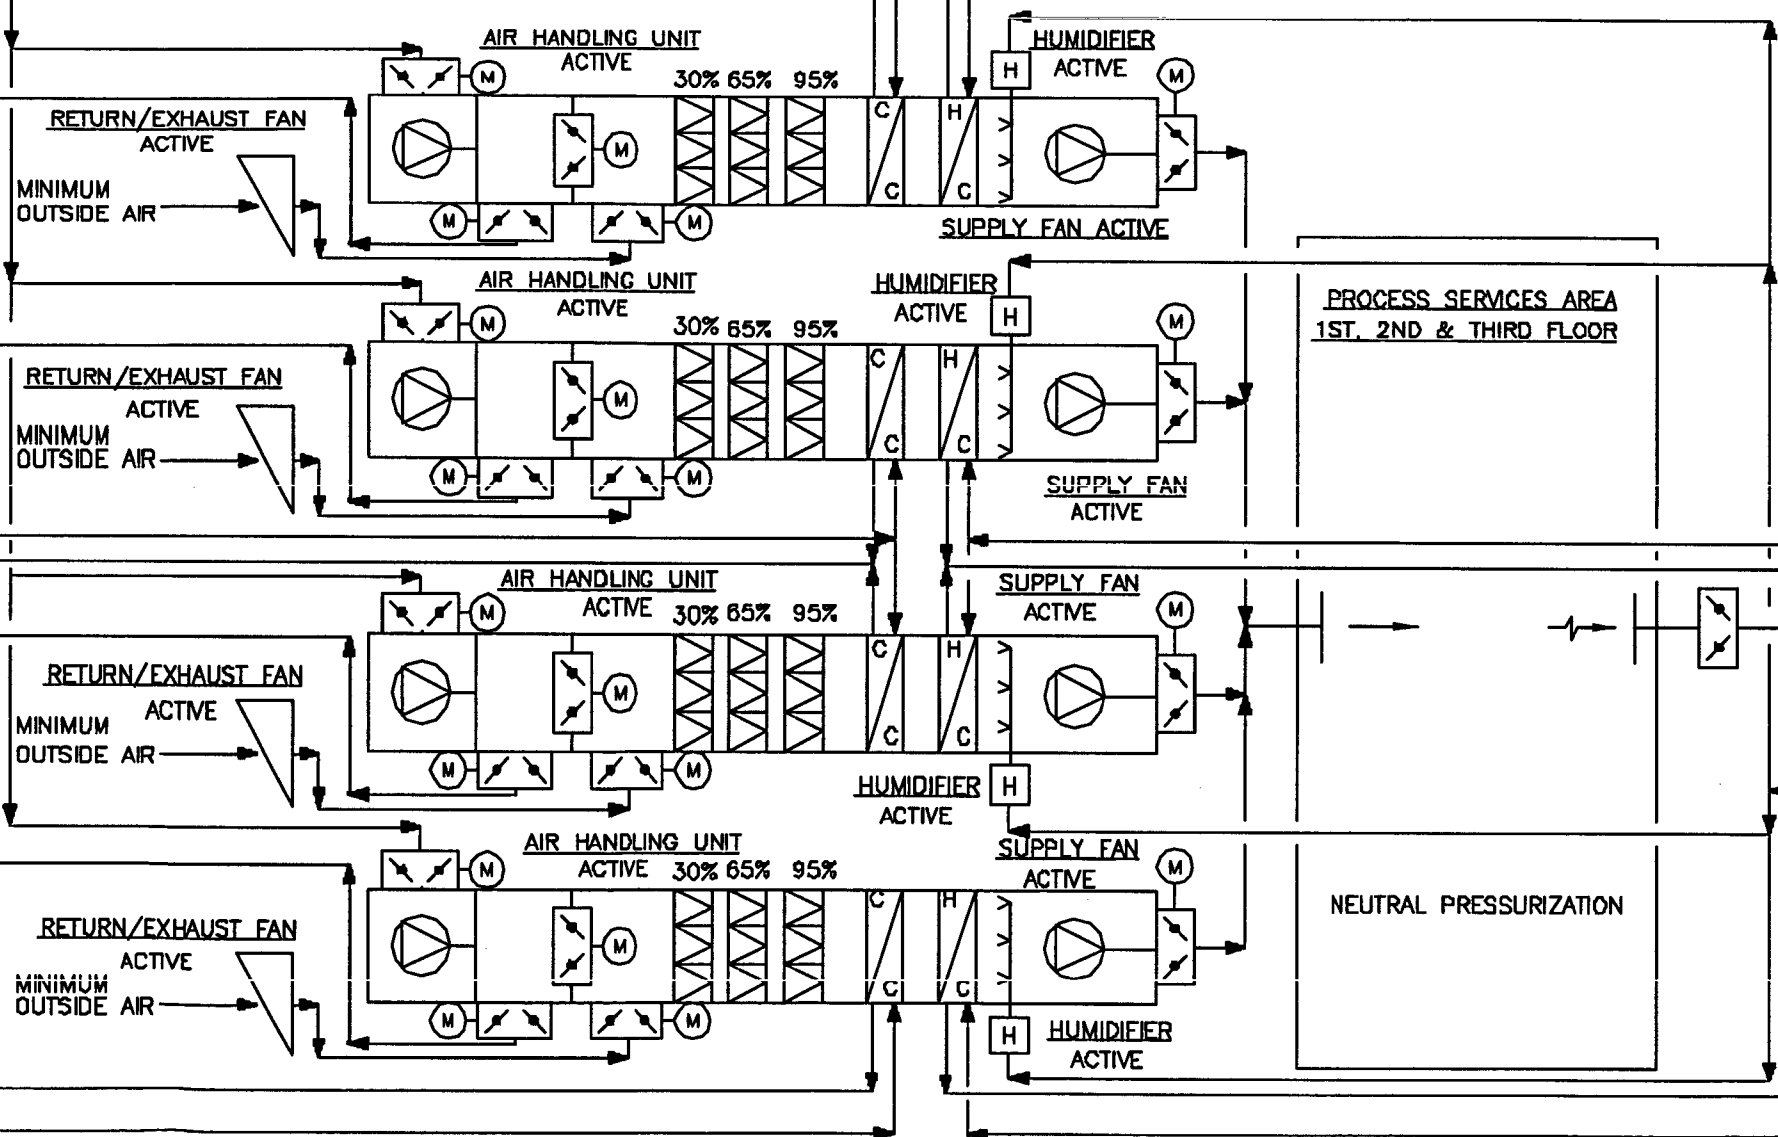 AIR HANDLING UNIT
ACTIVE
HUMIDIFIER
ACTIVE
M
M
H
30% 65% 95%
RETURN/EXHAUST FAN
ACTIVE
C
H
M
MINIMUM
OUTSIDE AIR
C
C
M
M
SUPPLY FAN ACTIVE
AIR HANDLING UNIT
ACTIVE
HUMIDIFIER
ACTIVE
M
M
H
30% 65% 95%
PROCESS SERVICES AREA
1ST, 2ND & THIRD FLOOR
RETURN/EXHAUST FAN
ACTIVE
C
H
M
MINIMUM
OUTSIDE AIR
C
C
M
M
SUPPLY FAN
ACTIVE
AIR HANDLING UNIT
ACTIVE
SUPPLY FAN
ACTIVE
M
M
30% 65% 95%
RETURN/EXHAUST FAN
ACTIVE
C
H
M
MINIMUM
OUTSIDE AIR
C
C
M
M
HUMIDIFIER
ACTIVE
H
AIR HANDLING UNIT
ACTIVE
SUPPLY FAN
ACTIVE
M
M
30% 65% 95%
NEUTRAL PRESSURIZATION
RETURN/EXHAUST FAN
ACTIVE
C
H
M
MINIMUM
OUTSIDE AIR
C
C
M
M
H
HUMIDIFIER
ACTIVE